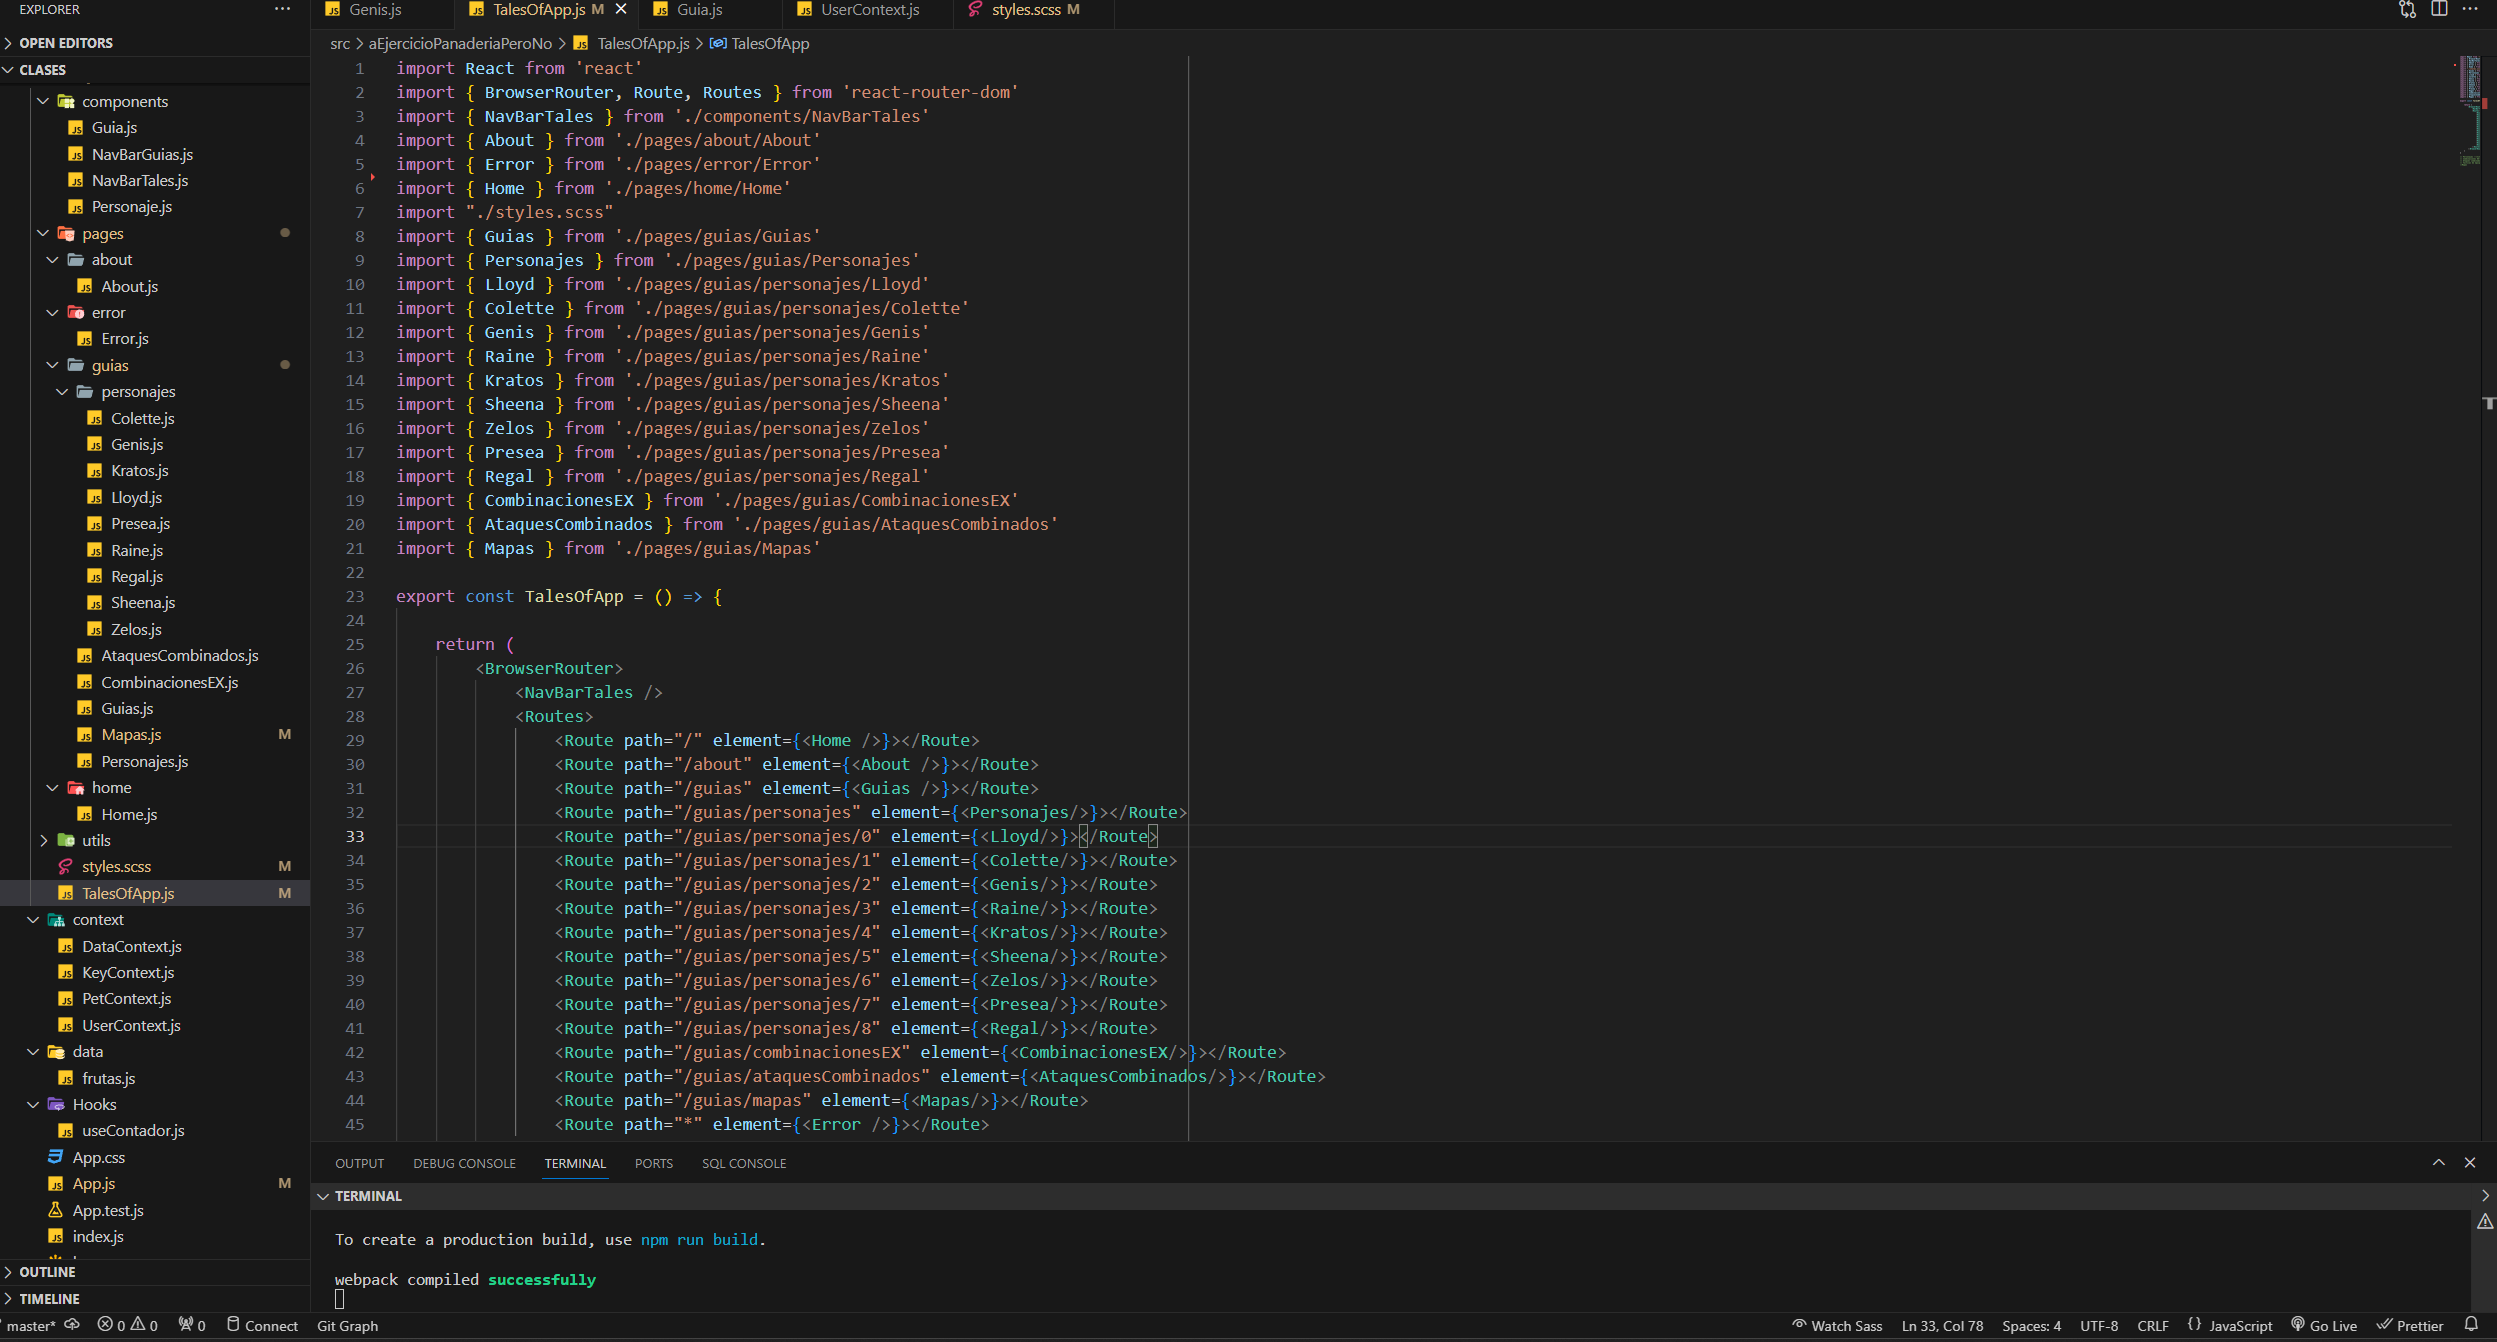 EXPLORER
OPEN EDITORS
CLASES
components
Guia.js
NavBarGuias.js
NavBarTales.js
Personaje.js
pages
about
About.js
error
Error.js
guias
personajes
Colette.js
Genis.js
Kratos.js
Lloyd.js
Presea.js
Raine.js
Regal.js
Sheena.js
Zelos.js
AtaquesCombinados.js
CombinacionesEX.js
Guias.js
Mapas.js M
Personajes.js
home
Home.js
utils
styles.scss M
TalesOfApp.js M
context
DataContext.js
KeyContext.js
PetContext.js
UserContext.js
data
frutas.js
Hooks
useContador.js
App.css
App.js M
App.test.js
index.js
OUTLINE
TIMELINE
Genis.js TalesOfApp.js M Guia.js UserContext.js styles.scss M
src > aEjercicioPanaderiaPeroNo > TalesOfApp.js > TalesOfApp
1 import React from 'react'
2 import { BrowserRouter, Route, Routes } from 'react-router-dom'
3 import { NavBarTales } from './components/NavBarTales'
4 import { About } from './pages/about/About'
5 import { Error } from './pages/error/Error'
6 import { Home } from './pages/home/Home'
7 import "./styles.scss"
8 import { Guias } from './pages/guias/Guias'
9 import { Personajes } from './pages/guias/Personajes'
10 import { Lloyd } from './pages/guias/personajes/Lloyd'
11 import { Colette } from './pages/guias/personajes/Colette'
12 import { Genis } from './pages/guias/personajes/Genis'
13 import { Raine } from './pages/guias/personajes/Raine'
14 import { Kratos } from './pages/guias/personajes/Kratos'
15 import { Sheena } from './pages/guias/personajes/Sheena'
16 import { Zelos } from './pages/guias/personajes/Zelos'
17 import { Presea } from './pages/guias/personajes/Presea'
18 import { Regal } from './pages/guias/personajes/Regal'
19 import { CombinacionesEX } from './pages/guias/CombinacionesEX'
20 import { AtaquesCombinados } from './pages/guias/AtaquesCombinados'
21 import { Mapas } from './pages/guias/Mapas'
22
23 export const TalesOfApp = () => {
24
25 return (
26 <BrowserRouter>
27 <NavBarTales />
28 <Routes>
29 <Route path="/" element={<Home />}></Route>
30 <Route path="/about" element={<About />}></Route>
31 <Route path="/guias" element={<Guias />}></Route>
32 <Route path="/guias/personajes" element={<Personajes/>}></Route>
33 <Route path="/guias/personajes/0" element={<Lloyd/>}></Route>
34 <Route path="/guias/personajes/1" element={<Colette/>}></Route>
35 <Route path="/guias/personajes/2" element={<Genis/>}></Route>
36 <Route path="/guias/personajes/3" element={<Raine/>}></Route>
37 <Route path="/guias/personajes/4" element={<Kratos/>}></Route>
38 <Route path="/guias/personajes/5" element={<Sheena/>}></Route>
39 <Route path="/guias/personajes/6" element={<Zelos/>}></Route>
40 <Route path="/guias/personajes/7" element={<Presea/>}></Route>
41 <Route path="/guias/personajes/8" element={<Regal/>}></Route>
42 <Route path="/guias/combinacionesEX" element={<CombinacionesEX/>}></Route>
43 <Route path="/guias/ataquesCombinados" element={<AtaquesCombinados/>}></Route>
44 <Route path="/guias/mapas" element={<Mapas/>}></Route>
45 <Route path="*" element={<Error />}></Route>
OUTPUT DEBUG CONSOLE TERMINAL PORTS SQL CONSOLE
TERMINAL
To create a production build, use npm run build.
webpack compiled successfully
master* 0 0 0 Connect Git Graph Watch Sass Ln 33, Col 78 Spaces: 4 UTF-8 CRLF {} JavaScript Go Live Prettier